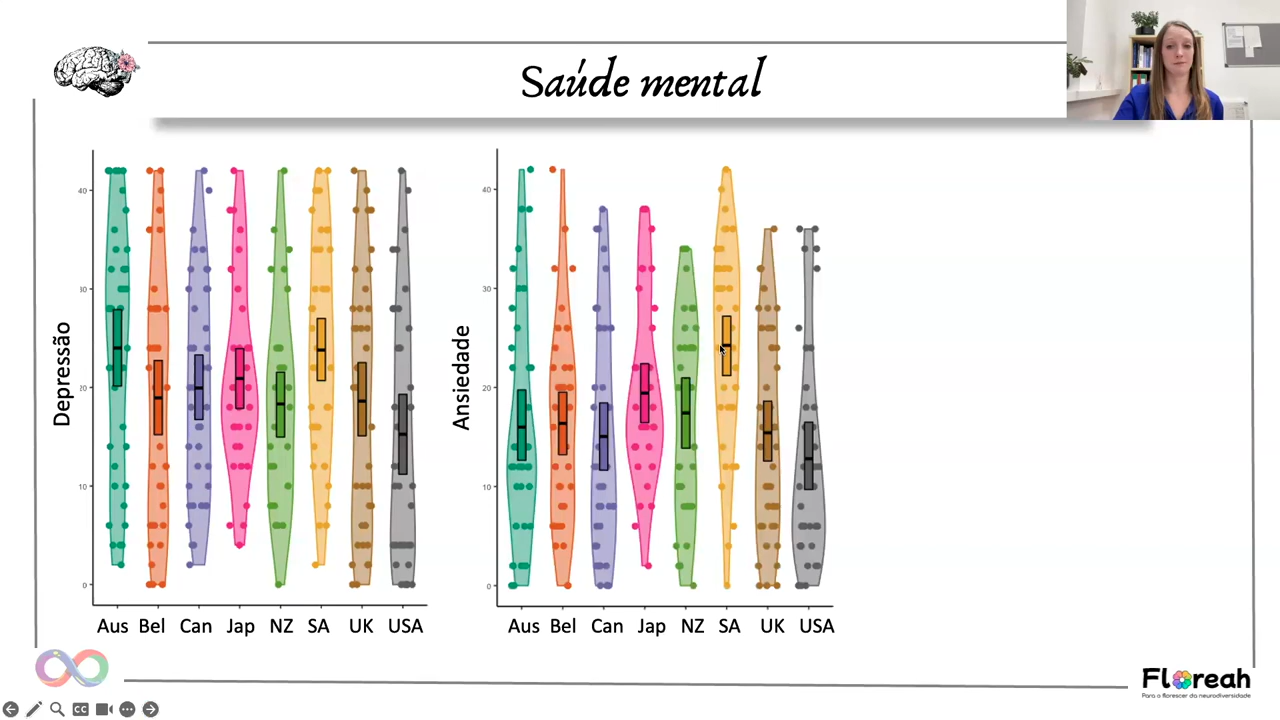 Saúde mental
Depressão
40
30
20
10
0
Aus Bel Can Jap NZ SA UK USA
Ansiedade
40
30
20
10
0
Aus Bel Can Jap NZ SA UK USA
Floreah
Para o florescer da neurodiversidade
CC